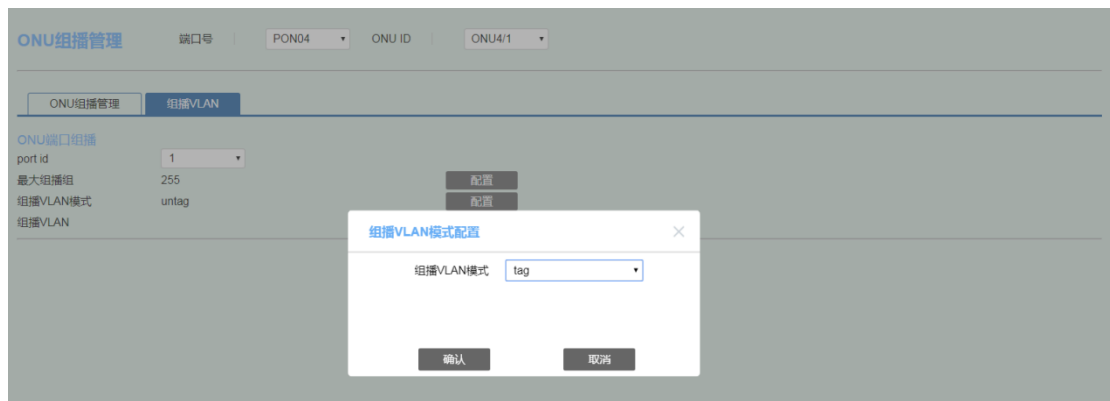 ONU组播管理 端口号 PON04 ONU ID ONU4/1
ONU组播管理 组播VLAN
ONU端口组播
port id 1
最大组播组 255 配置
组播VLAN模式 untag 配置
组播VLAN
组播VLAN模式配置
组播VLAN模式 tag
确认 取消